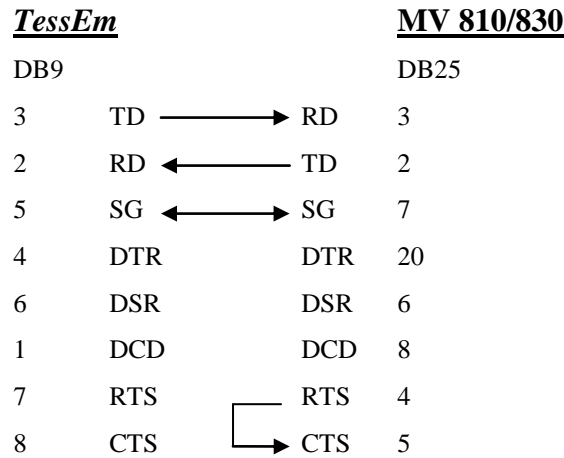 TessEm MV 810/830
DB9 DB25
3 TD RD 3
2 RD TD 2
5 SG SG 7
4 DTR DTR 20
6 DSR DSR 6
1 DCD DCD 8
7 RTS RTS 4
8 CTS CTS 5